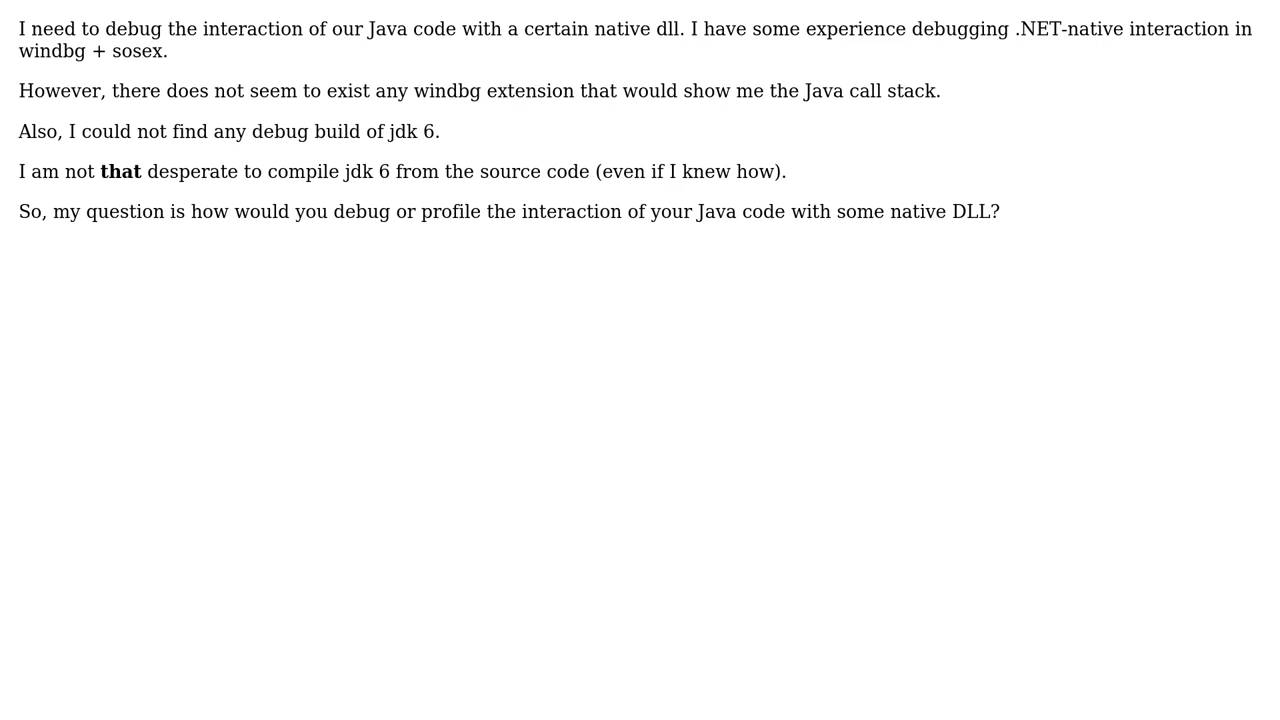 I need to debug the interaction of our Java code with a certain native dll. I have some experience debugging .NET-native interaction in
windbg + sosex.
However, there does not seem to exist any windbg extension that would show me the Java call stack.
Also, I could not find any debug build of jdk 6.
I am not that desperate to compile jdk 6 from the source code (even if I knew how).
So, my question is how would you debug or profile the interaction of your Java code with some native DLL?